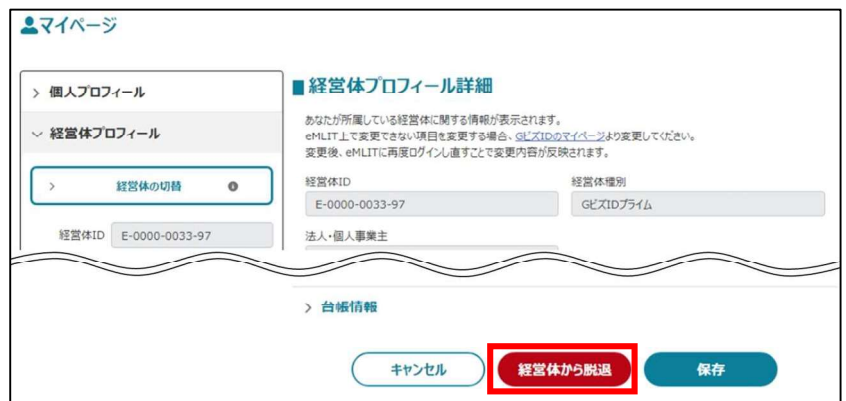 マイページ
> 個人プロフィール
経営体プロフィール
> 経営体の切替
経営体ID E-0000-0033-97
■経営体プロフィール詳細
あなたが所属している経営体に関する情報が表示されます。
eMLIT上で変更できない項目を変更する場合、GビズIDのマイページより変更してください。
変更後、eMLITに再度ログインし直すことで変更内容が反映されます。
経営体ID 経営体種別
E-0000-0033-97 GビズIDプライム
法人・個人事業主
> 台帳情報
キャンセル 経営体から脱退 保存